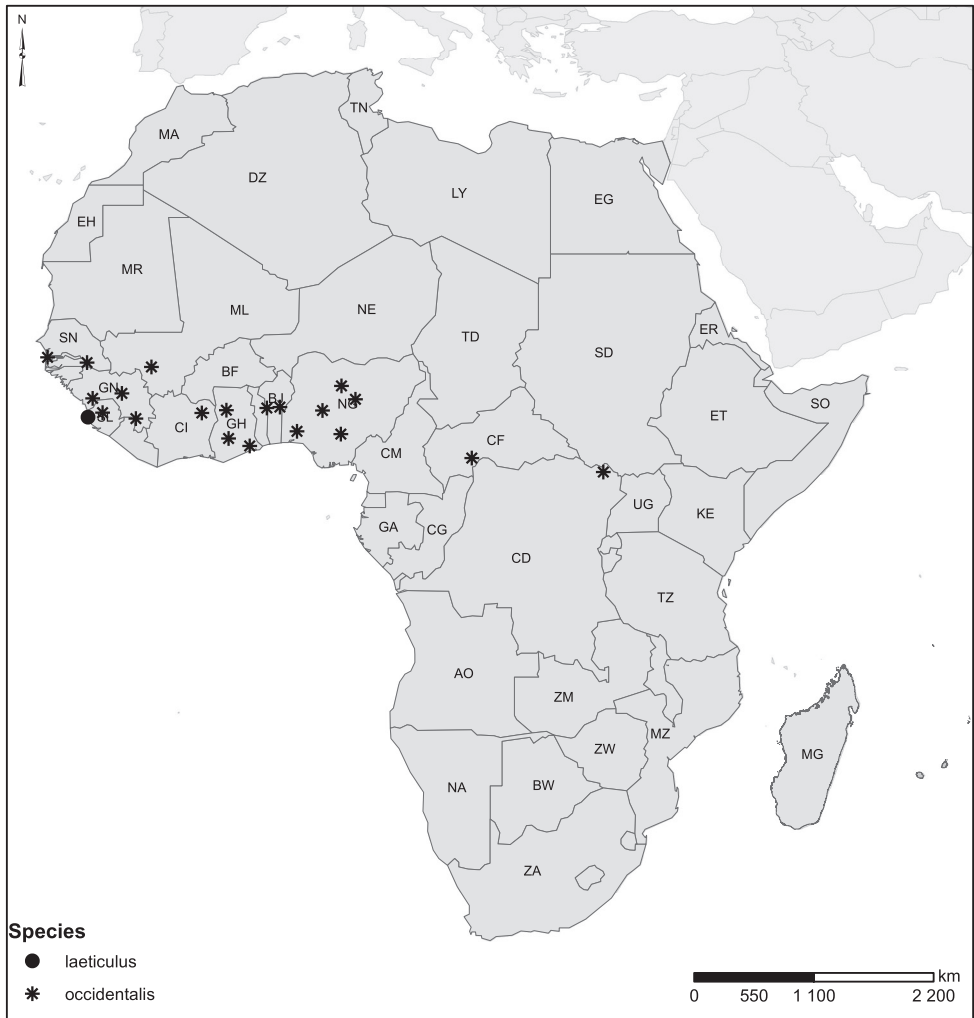 N
TN
MA
DZ
LY
EG
EH
MR
ML
NE
TD
SD
ER
SN
BF
GN
BJ
NG
ET
SO
SL
CI
GH
CM
CF
UG
KE
GA
CG
CD
TZ
AO
ZM
MZ
ZW
MG
NA
BW
ZA
Species
laeticulus
occidentalis
km
0 550 1 100 2 200